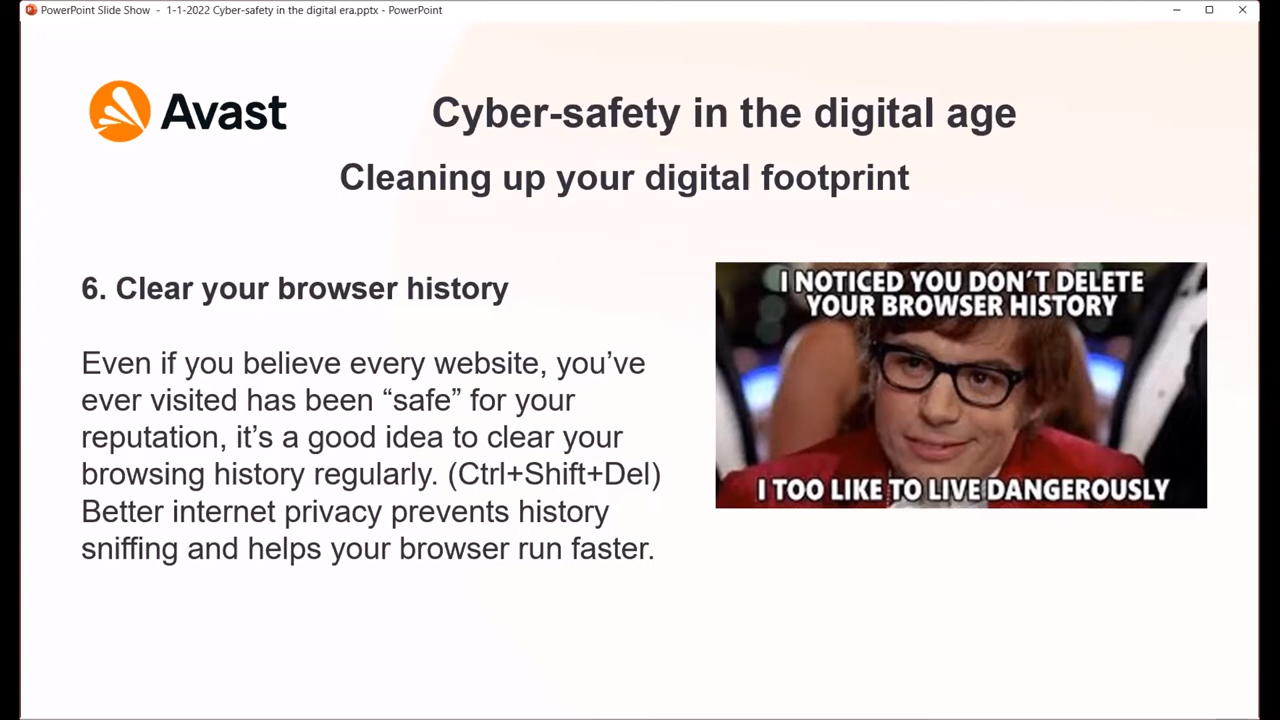 PowerPoint Slide Show - 1-1-2022 Cyber-safety in the digital era.pptx - PowerPoint
Avast
Cyber-safety in the digital age
Cleaning up your digital footprint
6. Clear your browser history
Even if you believe every website, you’ve
ever visited has been “safe” for your
reputation, it’s a good idea to clear your
browsing history regularly. (Ctrl+Shift+Del)
Better internet privacy prevents history
sniffing and helps your browser run faster.
I NOTICED YOU DON'T DELETE
YOUR BROWSER HISTORY
I TOO LIKE TO LIVE DANGEROUSLY